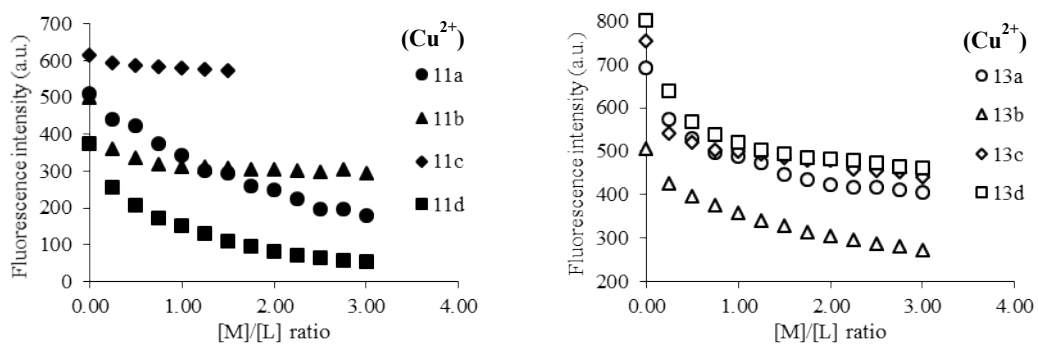 Fluorescence intensity (a.u.)
700
600
500
400
300
200
100
0
0.00 1.00 2.00 3.00 4.00
[M]/[L] ratio
(Cu²⁺)
11a
11b
11c
11d
Fluorescence intensity (a.u.)
800
700
600
500
400
300
200
0.00 1.00 2.00 3.00 4.00
[M]/[L] ratio
(Cu²⁺)
13a
13b
13c
13d